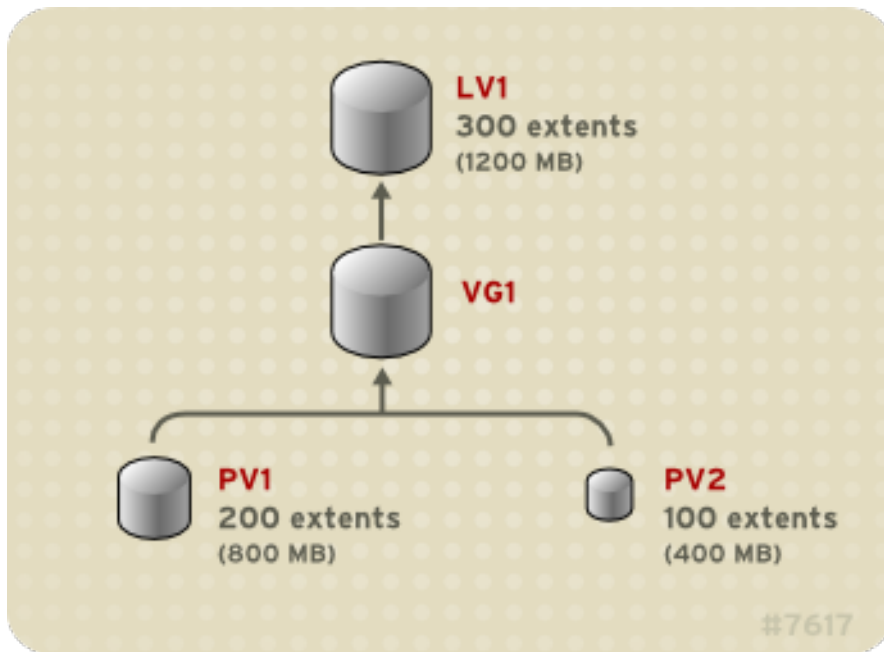 LV1
300 extents
(1200 MB)
VG1
PV1
200 extents
(800 MB)
PV2
100 extents
(400 MB)
#7617